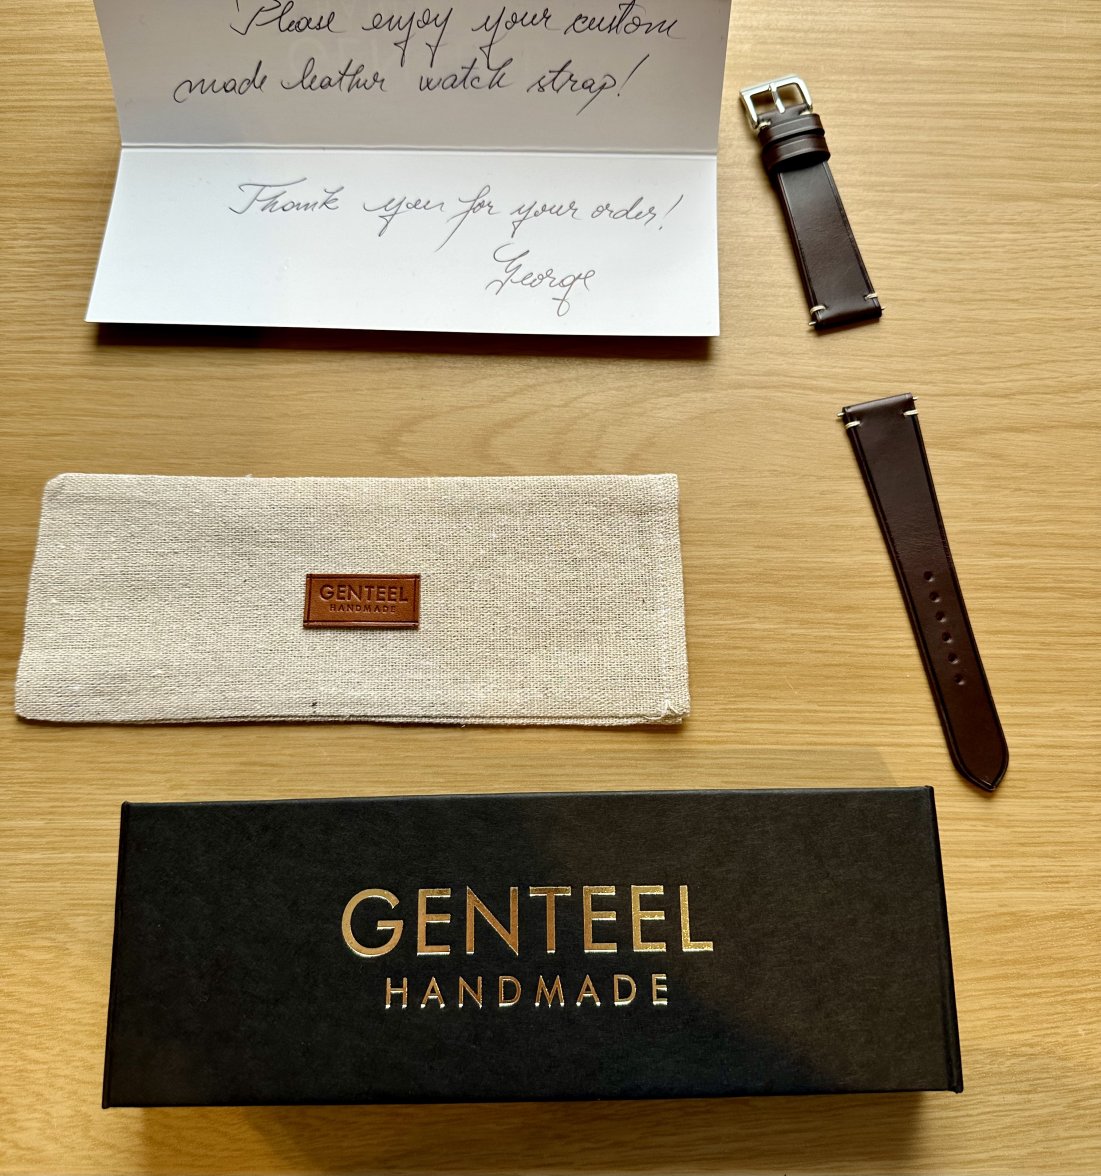 Please enjoy your custom
made leather watch strap!
Thank you for your order!
George
GENTEEL
HANDMADE
GENTEEL
HANDMADE